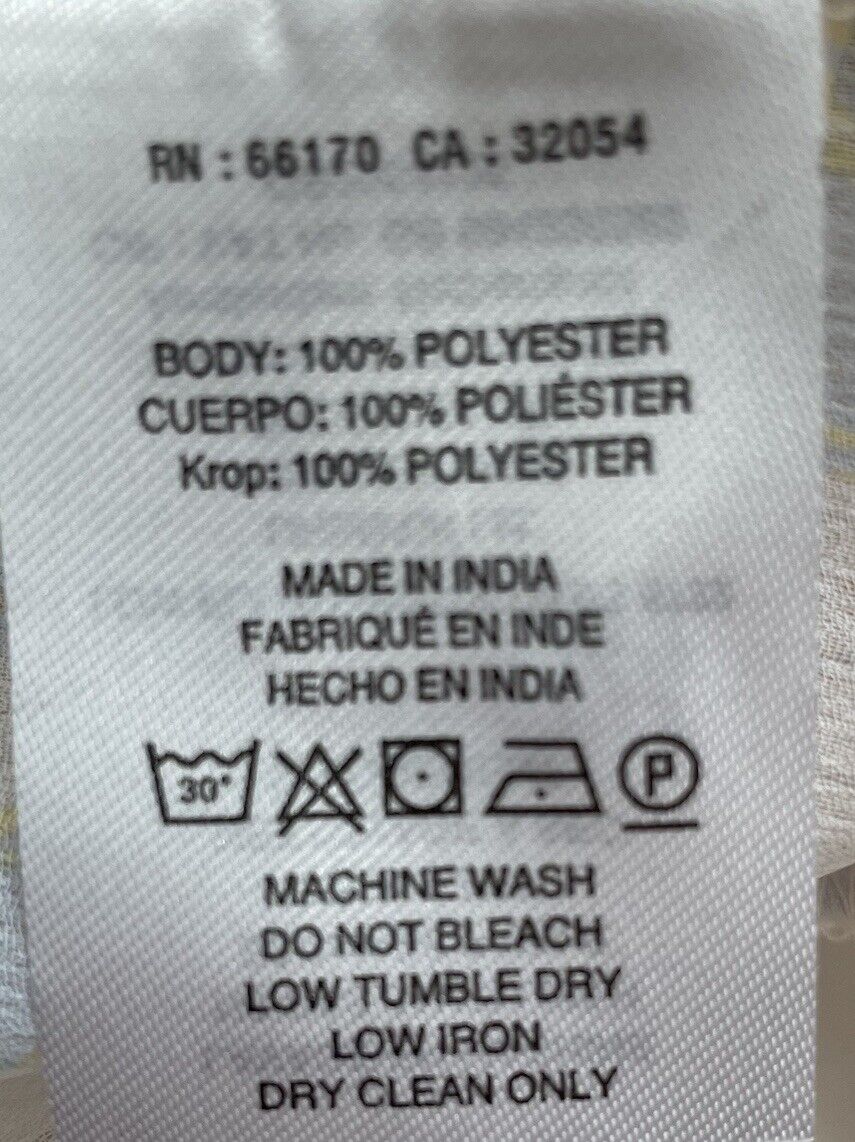 RN : 66170 CA : 32054
BODY: 100% POLYESTER
CUERPO: 100% POLIÉSTER
Krop: 100% POLYESTER
MADE IN INDIA
FABRIQUÉ EN INDE
HECHO EN INDIA
30° P
MACHINE WASH
DO NOT BLEACH
LOW TUMBLE DRY
LOW IRON
DRY CLEAN ONLY